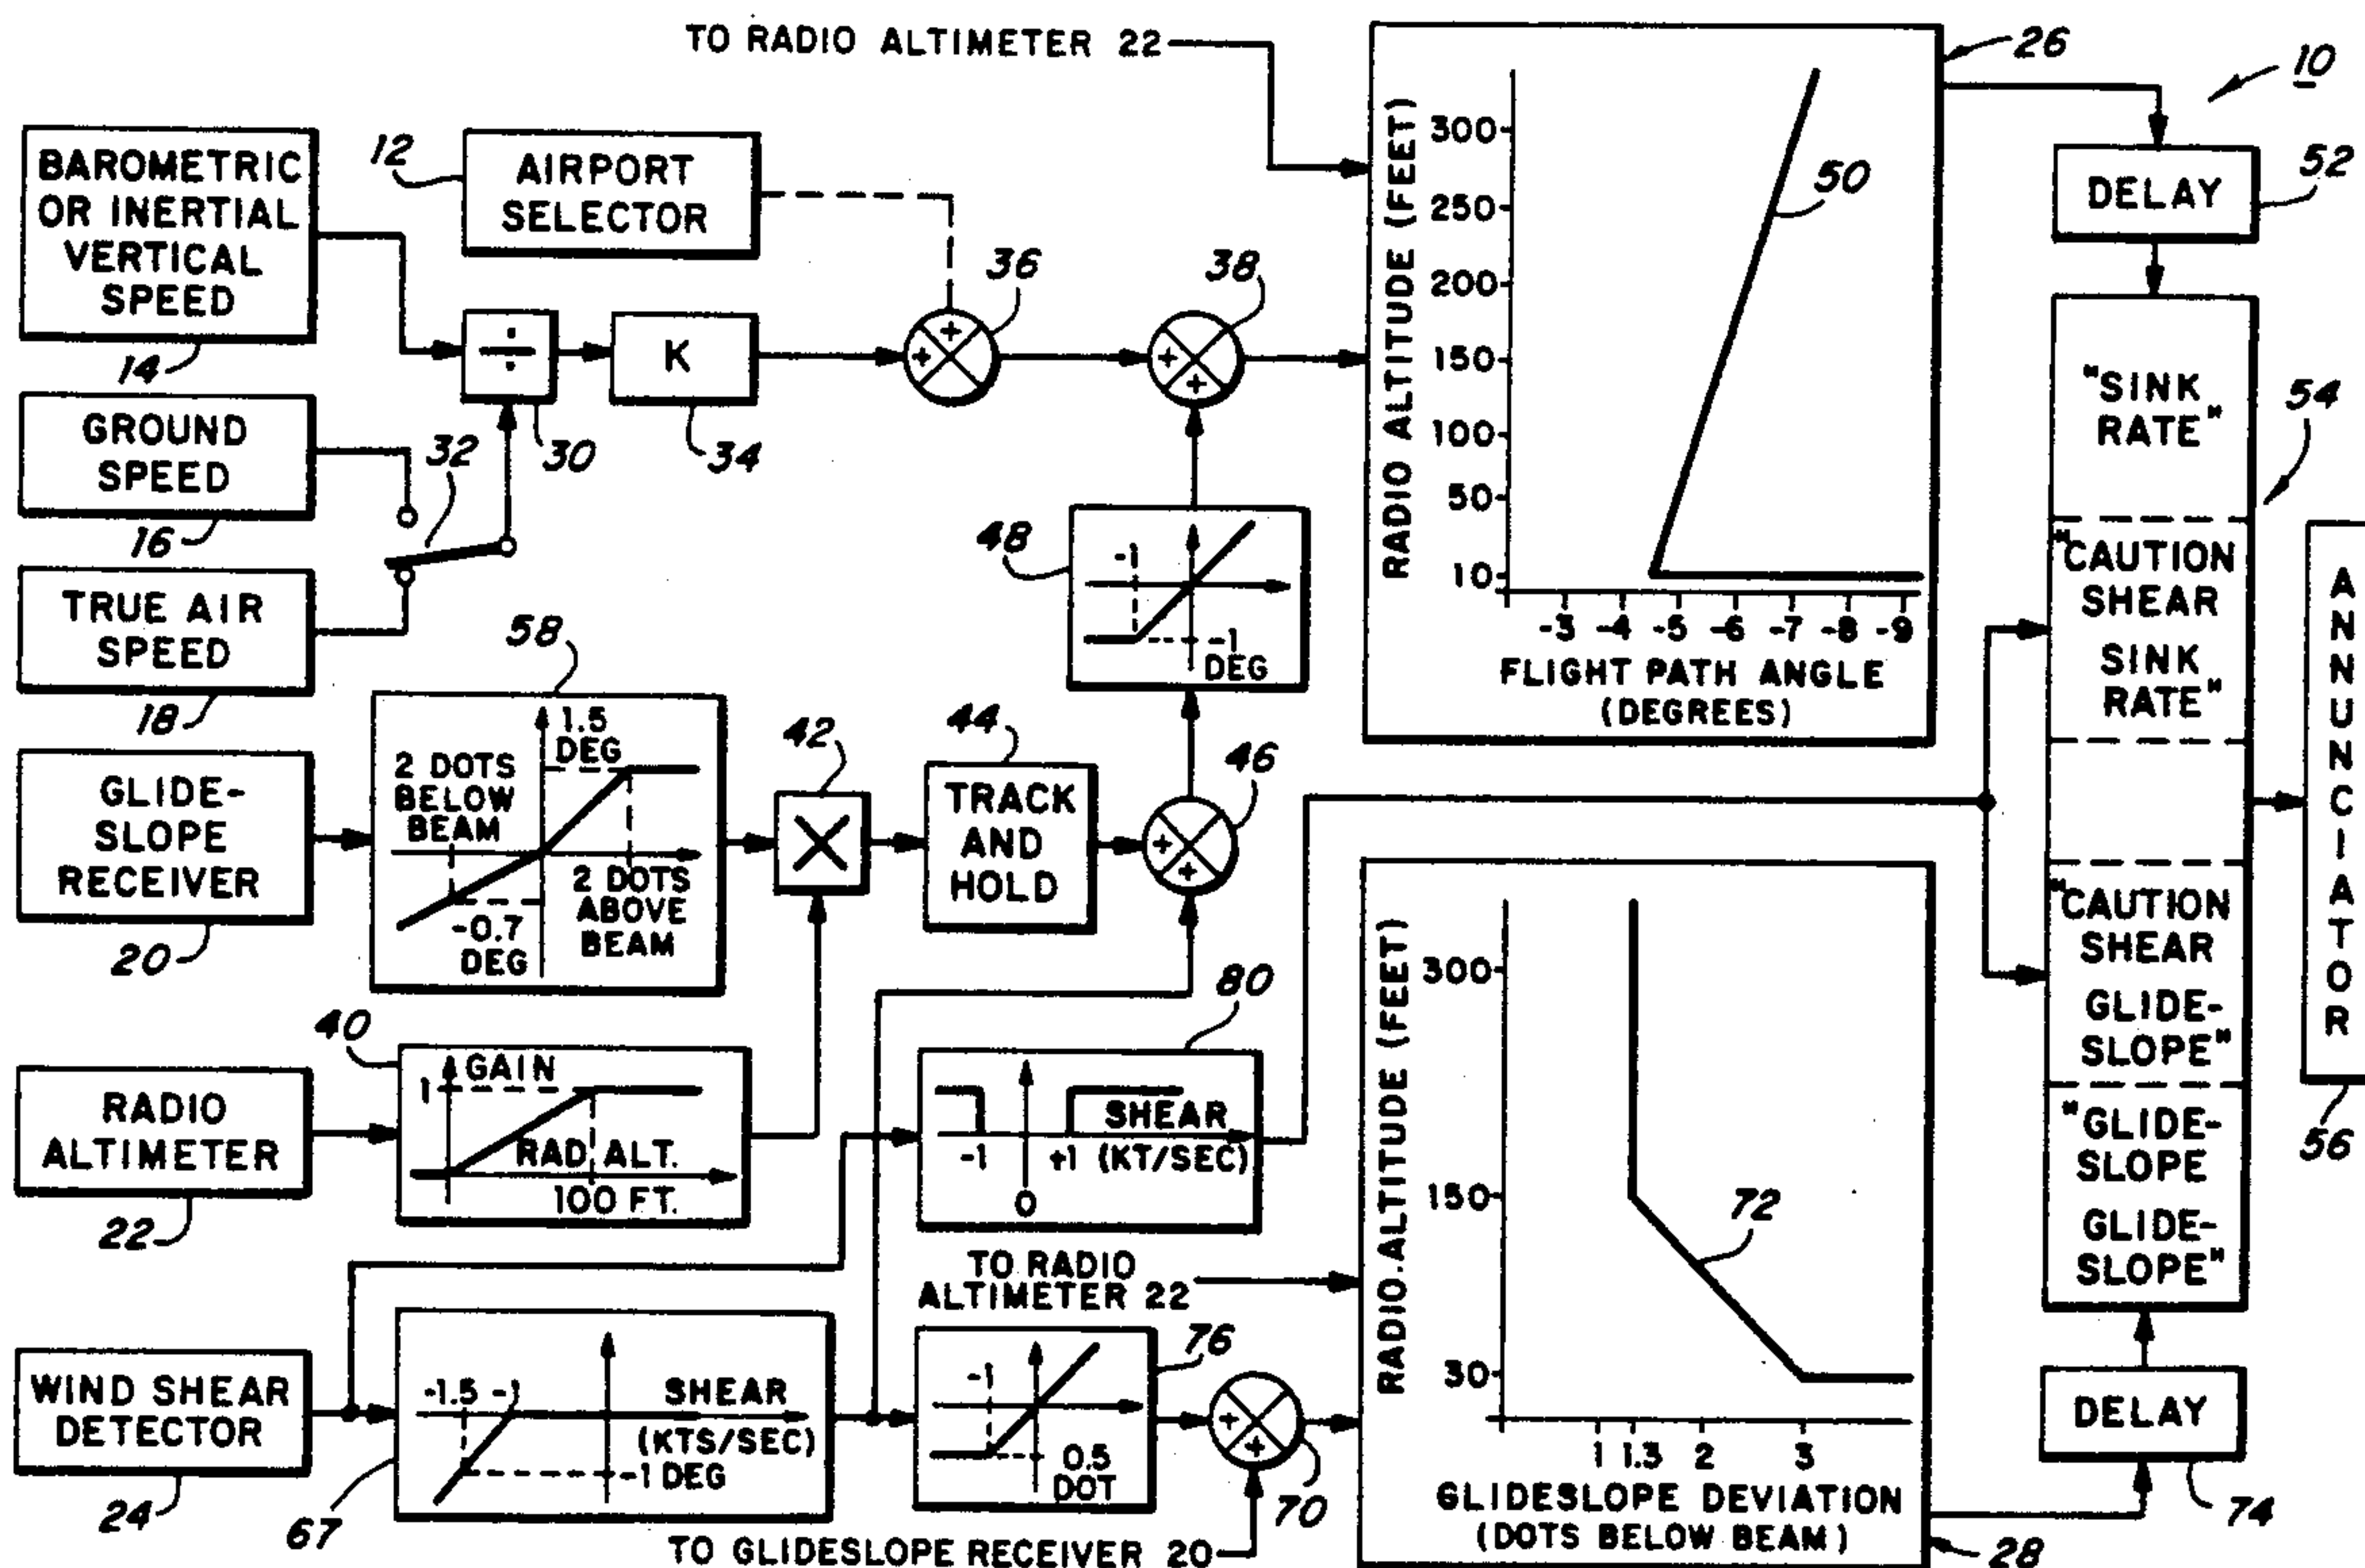 TO RADIO ALTIMETER 22
26
10
BAROMETRIC
OR INERTIAL
VERTICAL
SPEED
14
12
AIRPORT
SELECTOR
÷
30
K
34
+
+
36
+
+
38
GROUND
SPEED
16
32
TRUE AIR
SPEED
18
RADIO ALTITUDE (FEET)
300
250
200
150
100
50
10
50
-3 -4 -5 -6 -7 -8 -9
FLIGHT PATH ANGLE
(DEGREES)
DELAY
52
"SINK
RATE"
54
"CAUTION
SHEAR
SINK
RATE"
"CAUTION
SHEAR
GLIDE-
SLOPE"
"GLIDE-
SLOPE
GLIDE-
SLOPE"
ANNUNCIATOR
56
48
-1
-1
DEG
58
1.5
DEG
2 DOTS
BELOW
BEAM
2 DOTS
ABOVE
BEAM
-0.7
DEG
GLIDE-
SLOPE
RECEIVER
20
42
X
44
TRACK
AND
HOLD
+
+
46
40
GAIN
1
RAD ALT.
100 FT.
RADIO
ALTIMETER
22
80
SHEAR
-1
+1 (KT/SEC)
0
TO RADIO
ALTIMETER 22
WIND SHEAR
DETECTOR
24
-1.5 -1
SHEAR
(KTS/SEC)
-1 DEG
67
76
-1
0.5
DOT
+
+
70
TO GLIDESLOPE RECEIVER 20
RADIO.ALTITUDE (FEET)
300
150
30
72
1 1.3 2 3
GLIDESLOPE DEVIATION
(DOTS BELOW BEAM)
28
DELAY
74